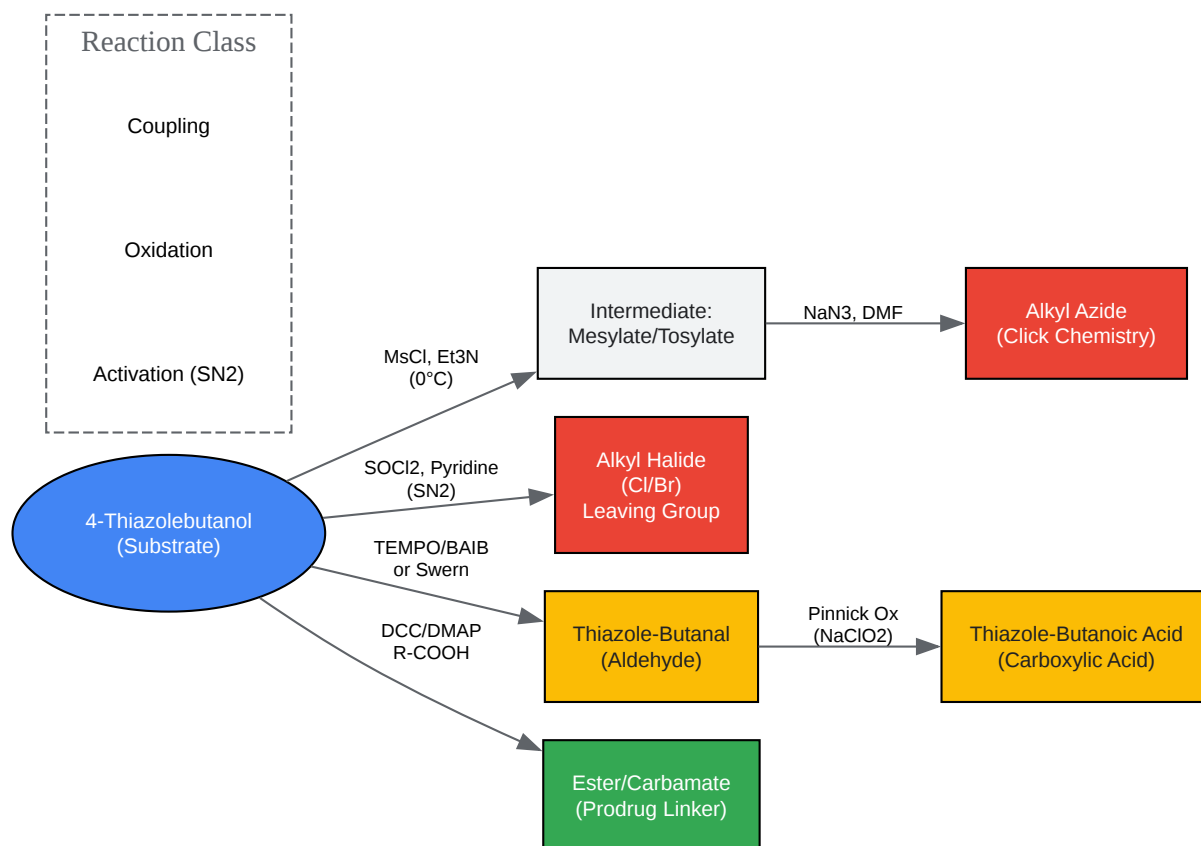 Reaction Class
Coupling
Oxidation
Activation (SN2)
4-Thiazolebutanol
(Substrate)
MsCl, Et3N
(0°C)
Intermediate:
Mesylate/Tosylate
NaN3, DMF
Alkyl Azide
(Click Chemistry)
SOCl2, Pyridine
(SN2)
Alkyl Halide
(Cl/Br)
Leaving Group
TEMPO/BAIB
or Swern
Thiazole-Butanal
(Aldehyde)
Pinnick Ox
(NaClO2)
Thiazole-Butanoic Acid
(Carboxylic Acid)
DCC/DMAP
R-COOH
Ester/Carbamate
(Prodrug Linker)